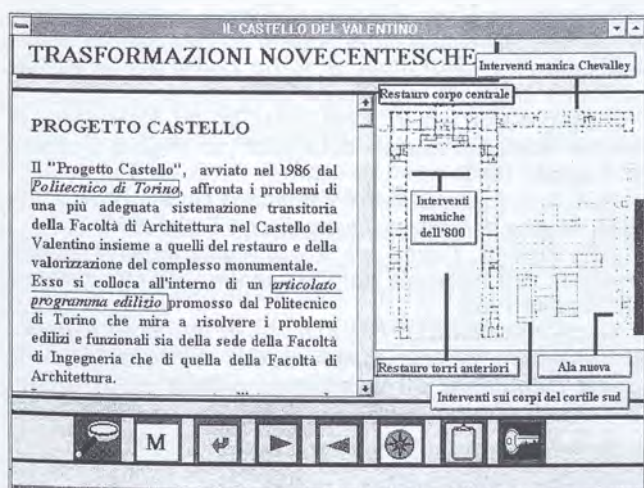 IL CASTELLO DEL VALENTINO
TRASFORMAZIONI NOVECENTESCHE
Interventi manica Chevalley
Restauro corpo centrale
PROGETTO CASTELLO
Il "Progetto Castello", avviato nel 1986 dal
Politecnico di Torino, affronta i problemi di
una più adeguata sistemazione transitoria
della Facoltà di Architettura nel Castello del
Valentino insieme a quelli del restauro e della
valorizzazione del complesso monumentale.
Esso si colloca all'interno di un articolato
programma edilizio promosso dal Politecnico
di Torino che mira a risolvere i problemi
edilizi e funzionali sia della sede della Facoltà
di Ingegneria che di quella della Facoltà di
Architettura.
Interventi
maniche
dell'800
Restauro torri anteriori
Ala nuova
Interventi sui corpi del cortile sud
M